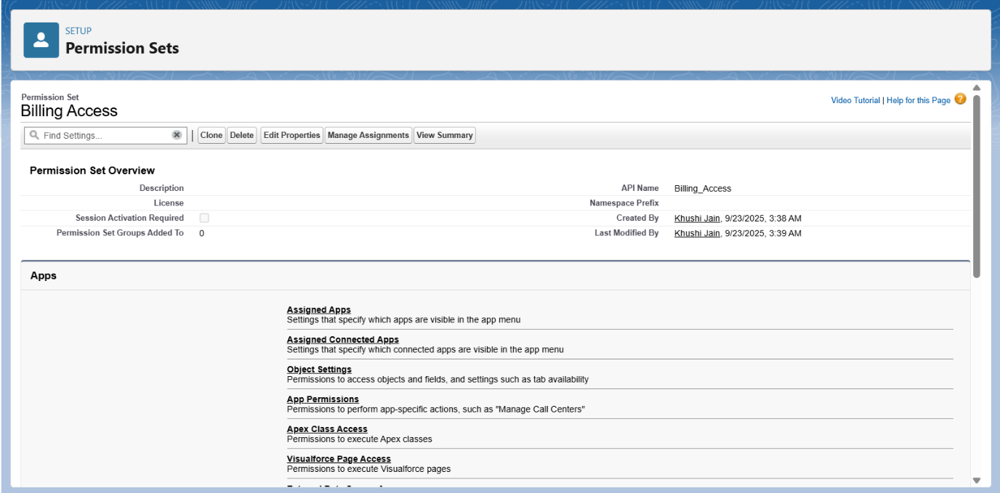 SETUP
Permission Sets
Permission Set
Billing Access
Video Tutorial | Help for this Page ?
Find Settings... | Clone Delete Edit Properties Manage Assignments View Summary
Permission Set Overview
Description API Name Billing_Access
License Namespace Prefix
Session Activation Required Created By Khushi Jain, 9/23/2025, 3:38 AM
Permission Set Groups Added To 0 Last Modified By Khushi Jain, 9/23/2025, 3:39 AM
Apps
Assigned Apps
Settings that specify which apps are visible in the app menu
Assigned Connected Apps
Settings that specify which connected apps are visible in the app menu
Object Settings
Permissions to access objects and fields, and settings such as tab availability
App Permissions
Permissions to perform app-specific actions, such as "Manage Call Centers"
Apex Class Access
Permissions to execute Apex classes
Visualforce Page Access
Permissions to execute Visualforce pages